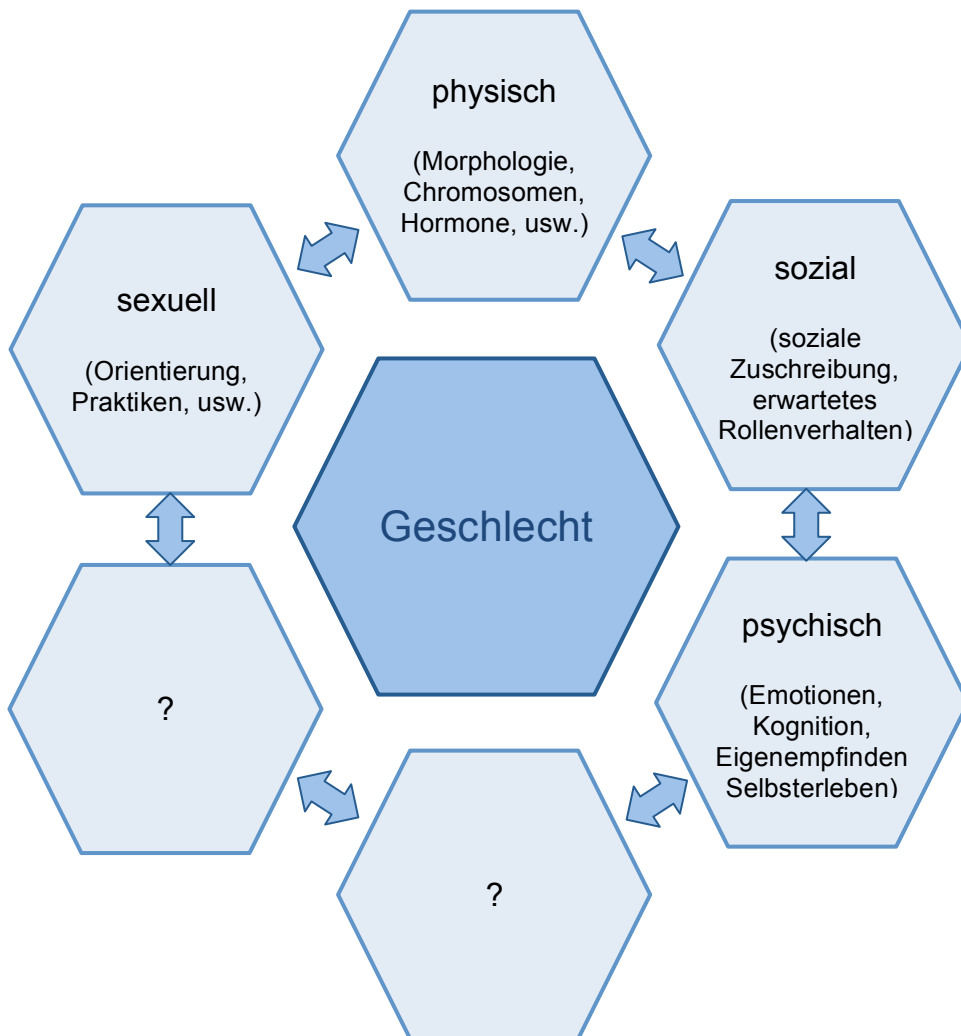 physisch
(Morphologie,
Chromosomen,
Hormone, usw.)
sexuell
(Orientierung,
Praktiken, usw.)
sozial
(soziale
Zuschreibung,
erwartetes
Rollenverhalten)
Geschlecht
psychisch
(Emotionen,
Kognition,
Eigenempfinden
Selbsterleben)
?
?